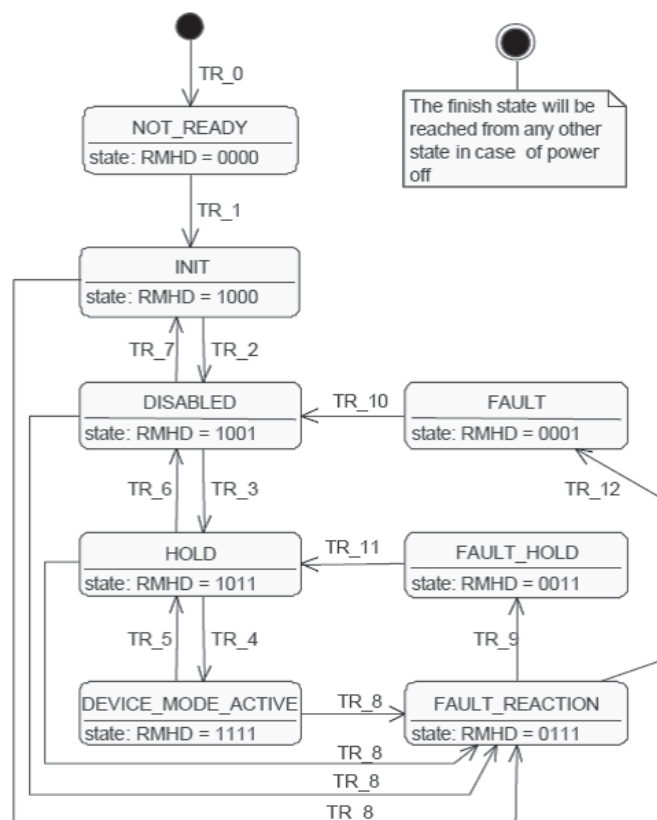 TR_0
NOT_READY
state: RMHD = 0000
The finish state will be
reached from any other
state in case of power
off
TR_1
INIT
state: RMHD = 1000
TR_7
TR_2
DISABLED
state: RMHD = 1001
TR_10
FAULT
state: RMHD = 0001
TR_6
TR_3
TR_12
HOLD
state: RMHD = 1011
TR_11
FAULT_HOLD
state: RMHD = 0011
TR_5
TR_4
TR_9
DEVICE_MODE_ACTIVE
state: RMHD = 1111
TR_8
FAULT_REACTION
state: RMHD = 0111
TR_8
TR_8
TR_8